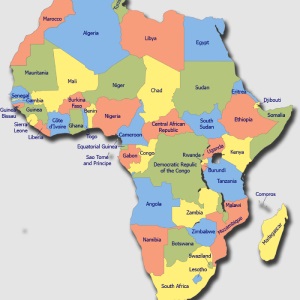 Morocco
Algeria
Libya
Egypt
Mauritania
Mali
Niger
Chad
Sudan
Eritrea
Djibouti
Senegal
Gambia
Guinea
Bissau
Guinea
Sierra
Leone
Liberia
Burkina
Faso
Côte
d'Ivoire
Ghana
Benin
Nigeria
Cameroon
Central African
Republic
South
Sudan
Ethiopia
Somalia
Equatorial Guinea
Sao Tomé
and Principe
Gabon
Congo
Democratic Republic
of the Congo
Uganda
Rwanda
Kenya
Burundi
Tanzania
Comoros
Angola
Zambia
Malawi
Mozambique
Zimbabwe
Madagascar
Namibia
Botswana
Swaziland
Lesotho
South Africa